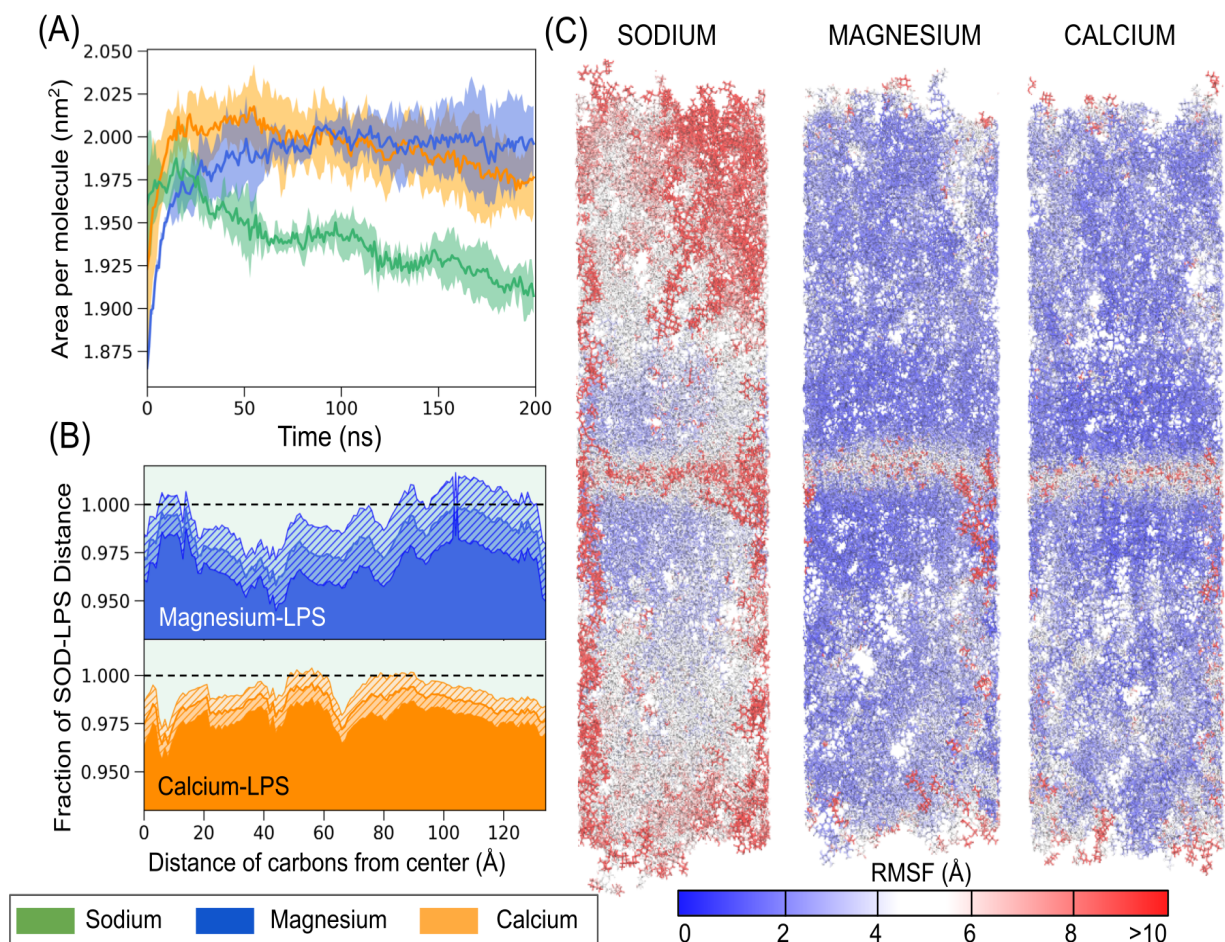 (A)
Area per molecule (nm²)
2.050
2.025
2.000
1.975
1.950
1.925
1.900
1.875
0 50 100 150 200
Time (ns)
(B)
Fraction of SOD-LPS Distance
1.000
0.975
0.950
Magnesium-LPS
1.000
0.975
0.950
Calcium-LPS
0 20 40 60 80 100 120
Distance of carbons from center (Å)
(C)
SODIUM MAGNESIUM CALCIUM
Sodium Magnesium Calcium
RMSF (Å)
0 2 4 6 8 >10